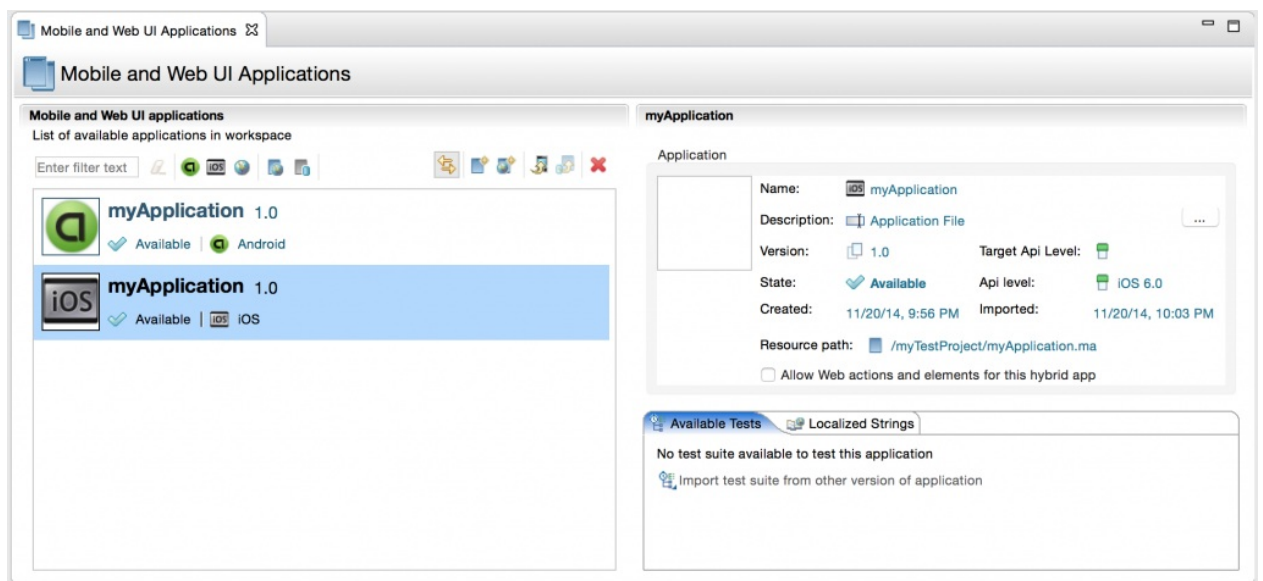 Mobile and Web UI Applications
Mobile and Web UI Applications
Mobile and Web UI applications
List of available applications in workspace
Enter filter text
iOS
myApplication 1.0
Available | Android
iOS
myApplication 1.0
Available | iOS iOS
myApplication
Application
Name: iOS myApplication
Description: Application File ...
Version: 1.0 Target Api Level:
State: Available Api level: iOS 6.0
Created: 11/20/14, 9:56 PM Imported: 11/20/14, 10:03 PM
Resource path: /myTestProject/myApplication.ma
Allow Web actions and elements for this hybrid app
Available Tests Localized Strings
No test suite available to test this application
Import test suite from other version of application